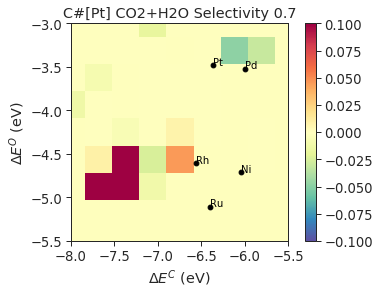 C#[Pt] CO2+H2O Selectivity 0.7
−3.0
−3.5
−4.0
−4.5
−5.0
−5.5
ΔE^O (eV)
Pt
Pd
Rh
Ni
Ru
−8.0 −7.5 −7.0 −6.5 −6.0 −5.5
ΔE^C (eV)
0.100
0.075
0.050
0.025
0.000
−0.025
−0.050
−0.075
−0.100